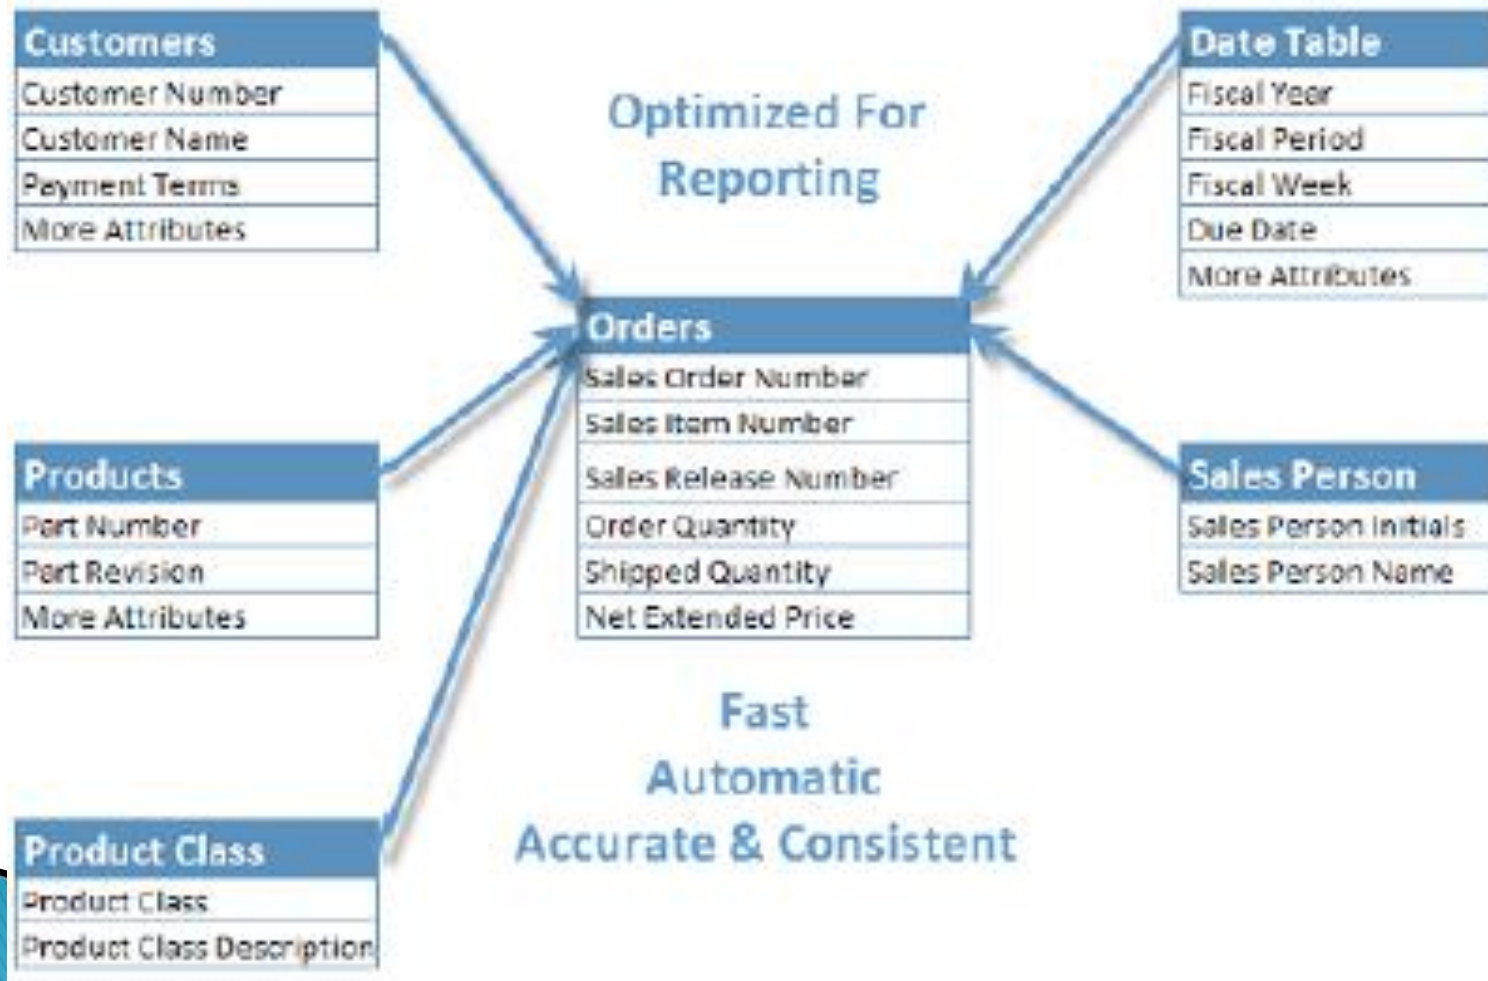 Customers
Customer Number
Customer Name
Payment Terms
More Attributes
Optimized For
Reporting
Date Table
Fiscal Year
Fiscal Period
Fiscal Week
Due Date
More Attributes
Orders
Sales Order Number
Sales Item Number
Sales Release Number
Order Quantity
Shipped Quantity
Net Extended Price
Products
Part Number
Part Revision
More Attributes
Sales Person
Sales Person Initials
Sales Person Name
Fast
Automatic
Accurate & Consistent
Product Class
Product Class
Product Class Description